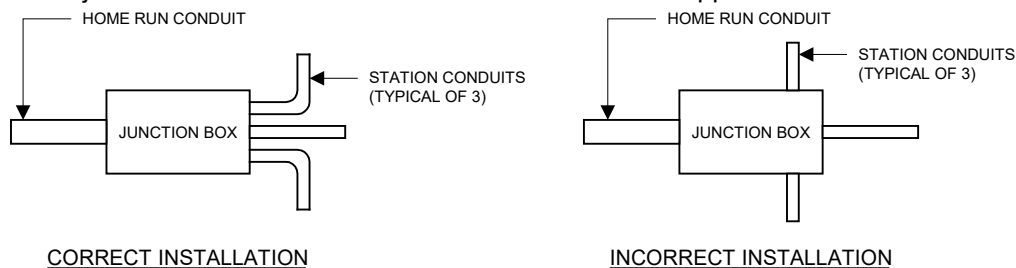 HOME RUN CONDUIT
STATION CONDUITS
(TYPICAL OF 3)
JUNCTION BOX
CORRECT INSTALLATION
HOME RUN CONDUIT
STATION CONDUITS
(TYPICAL OF 3)
JUNCTION BOX
INCORRECT INSTALLATION